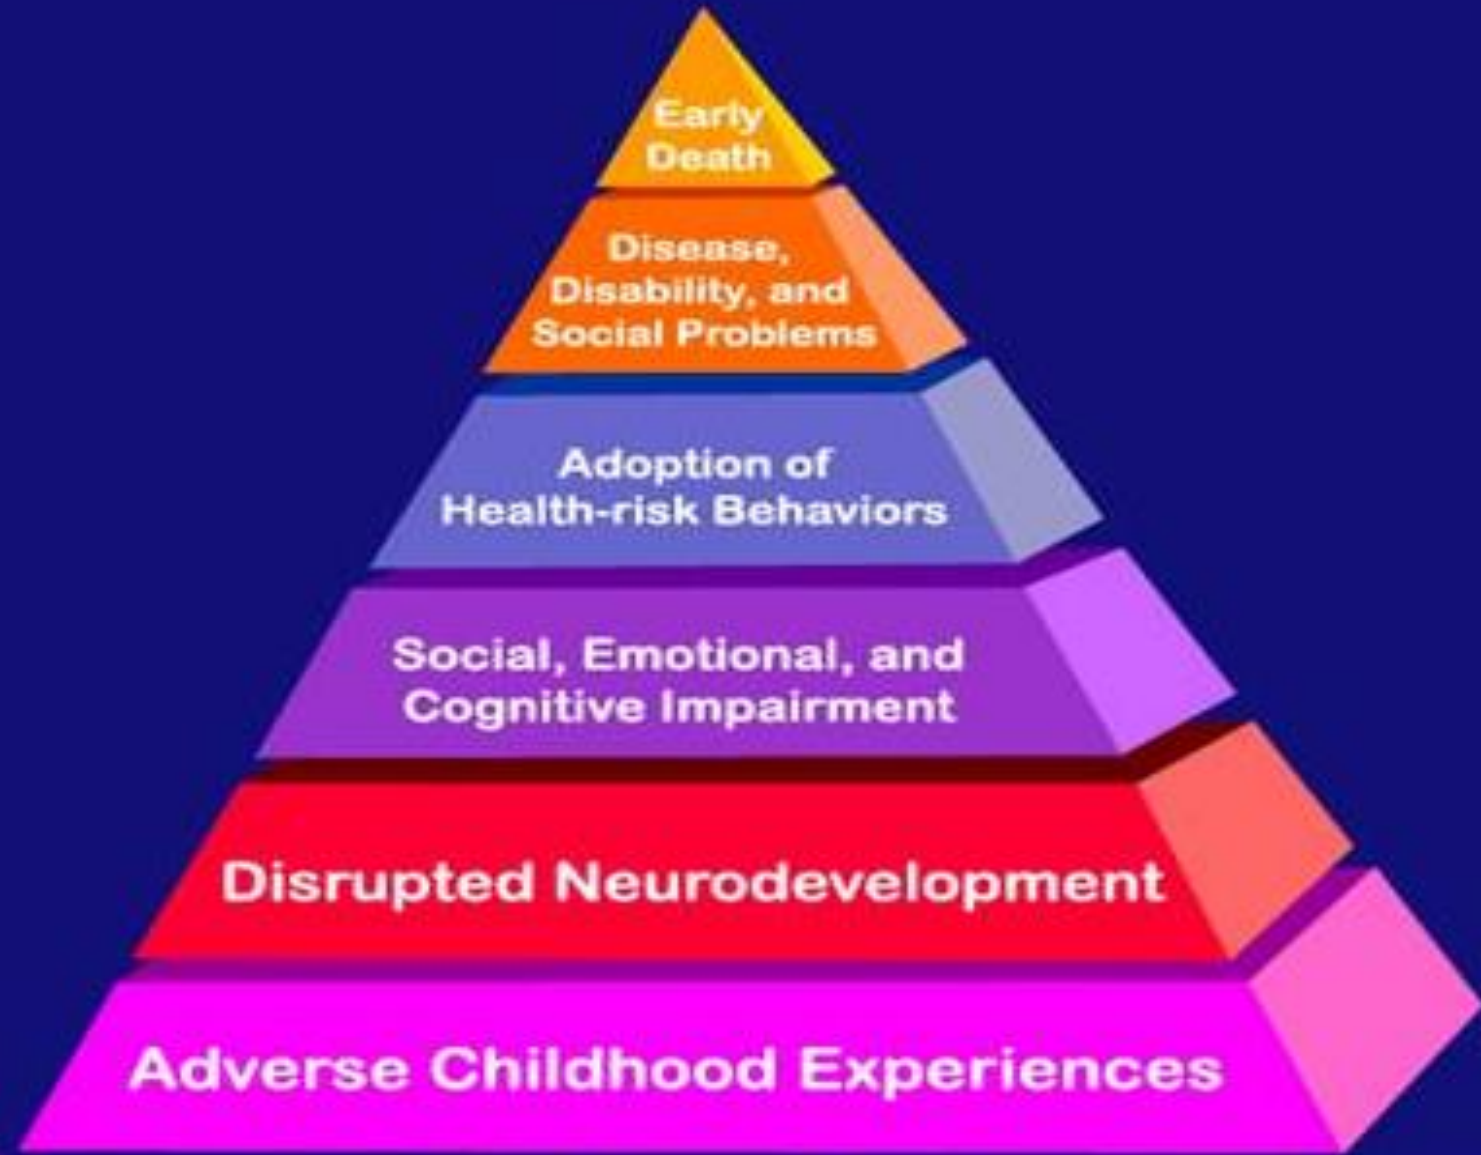 Early
Death
Disease,
Disability, and
Social Problems
Adoption of
Health-risk Behaviors
Social, Emotional, and
Cognitive Impairment
Disrupted Neurodevelopment
Adverse Childhood Experiences